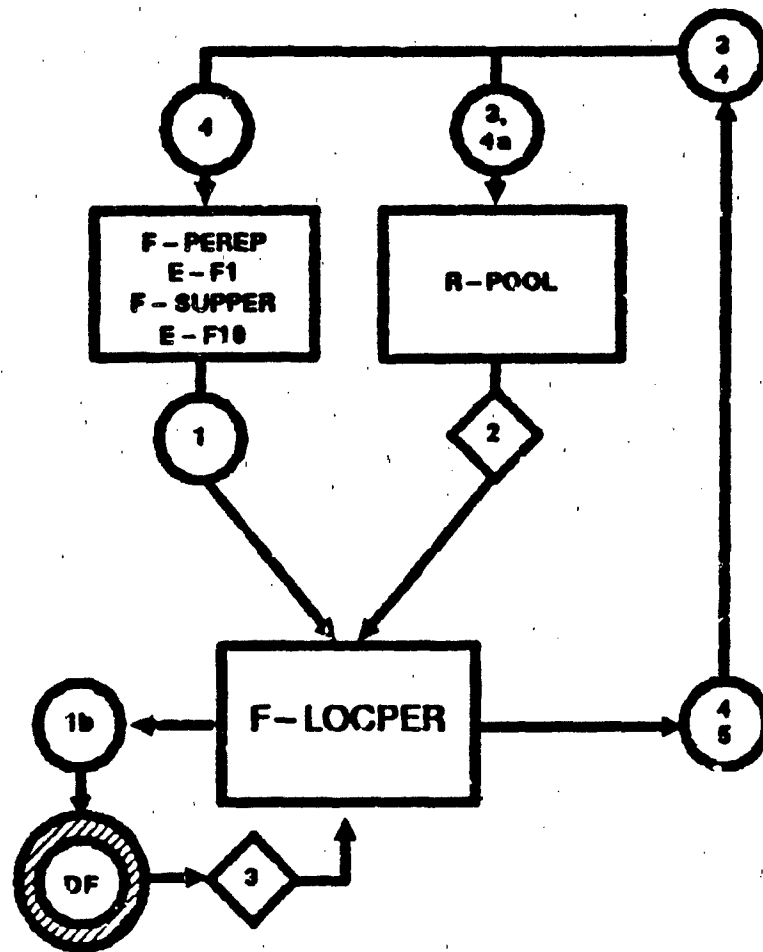 3
4
4
3,
4a
F-PEREP
E-F1
F-SUPPER
E-F10
R-POOL
1
2
F-LOCPER
1b
4
5
DF
3